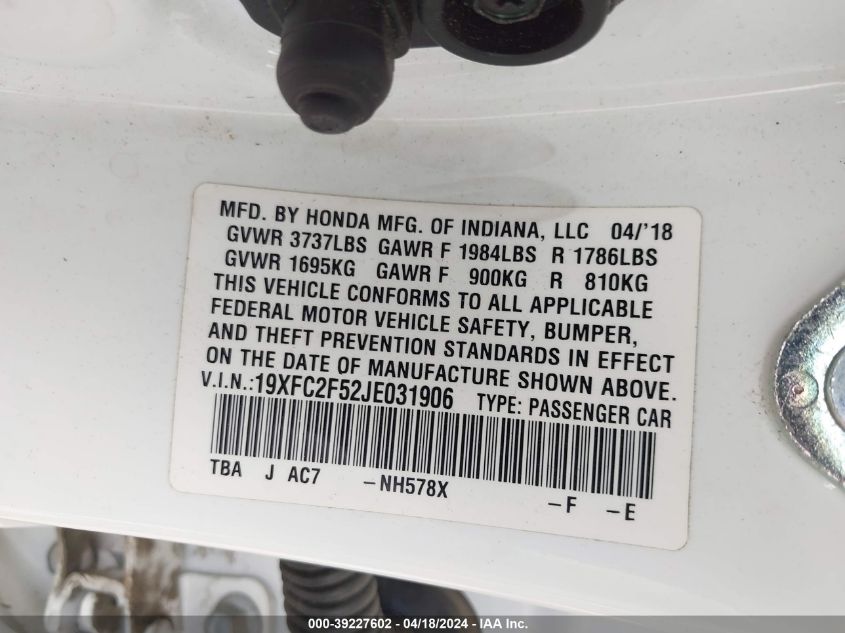 MFD. BY HONDA MFG. OF INDIANA, LLC 04/'18
GVWR 3737LBS GAWR F 1984LBS R 1786LBS
GVWR 1695KG GAWR F 900KG R 810KG
THIS VEHICLE CONFORMS TO ALL APPLICABLE
FEDERAL MOTOR VEHICLE SAFETY, BUMPER,
AND THEFT PREVENTION STANDARDS IN EFFECT
ON THE DATE OF MANUFACTURE SHOWN ABOVE.
V.I.N.:19XFC2F52JE031906 TYPE: PASSENGER CAR
TBA J AC7 -NH578X -F -E
000-39227602 - 04/18/2024 - IAA Inc.